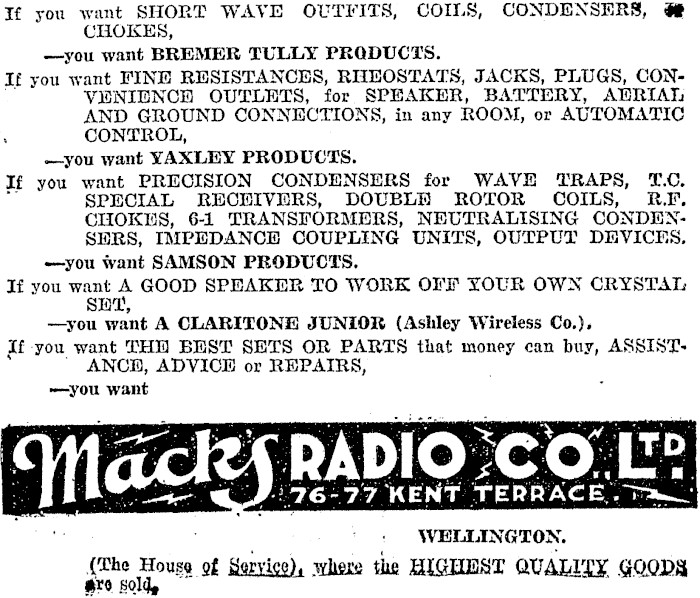 If you want SHORT WAVE OUTFITS, COILS, CONDENSERS, or
CHOKES,
—you want BREMER TULLY PRODUCTS.
If you want FINE RESISTANCES, RHEOSTATS, JACKS, PLUGS, CON-
VENIENCE OUTLETS, for SPEAKER, BATTERY, AERIAL
AND GROUND CONNECTIONS, in any ROOM, or AUTOMATIC
CONTROL,
—you want YAXLEY PRODUCTS.
If you want PRECISION CONDENSERS for WAVE TRAPS, T.C.
SPECIAL RECEIVERS, DOUBLE ROTOR COILS, R.F.
CHOKES, 6-1 TRANSFORMERS, NEUTRALISING CONDEN-
SERS, IMPEDANCE COUPLING UNITS, OUTPUT DEVICES.
—you want SAMSON PRODUCTS.
If you want A GOOD SPEAKER TO WORK OFF YOUR OWN CRYSTAL
SET,
—you want A CLARITONE JUNIOR (Ashley Wireless Co.).
If you want THE BEST SETS OR PARTS that money can buy, ASSIST-
ANCE, ADVICE or REPAIRS,
—you want
Mack's RADIO CO. LTD.
76-77 KENT TERRACE.
WELLINGTON.
(The House of Service), where the HIGHEST QUALITY GOODS
are sold.